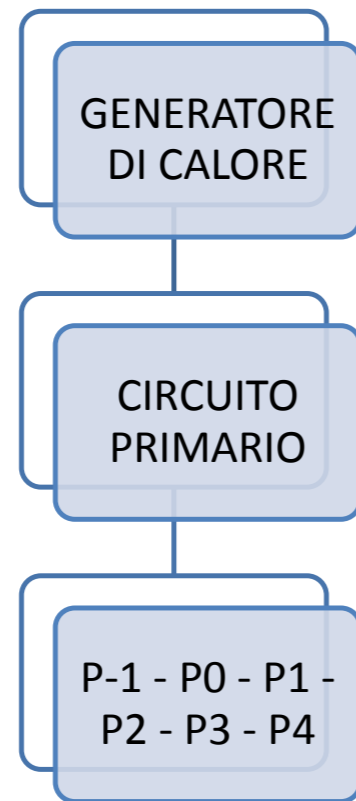 GENERATORE
DI CALORE
CIRCUITO
PRIMARIO
P-1 - P0 - P1 -
P2 - P3 - P4